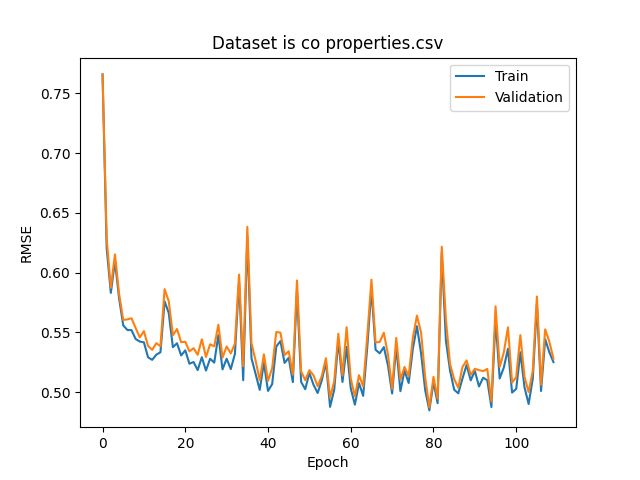 Dataset is co properties.csv
Train
Validation
RMSE
0.75
0.70
0.65
0.60
0.55
0.50
0 20 40 60 80 100
Epoch